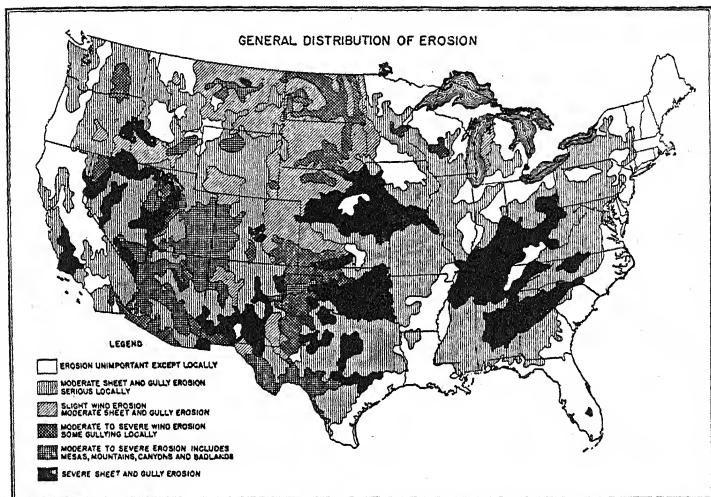 GENERAL DISTRIBUTION OF EROSION
LEGEND
EROSION UNIMPORTANT EXCEPT LOCALLY
MODERATE SHEET AND GULLY EROSION
SERIOUS LOCALLY
SLIGHT WIND EROSION
MODERATE SHEET AND GULLY EROSION
MODERATE TO SEVERE WIND EROSION
SOME GULLYING LOCALLY
MODERATE TO SEVERE EROSION INCLUDES
MESAS, MOUNTAINS, CANYONS AND BADLANDS
SEVERE SHEET AND GULLY EROSION